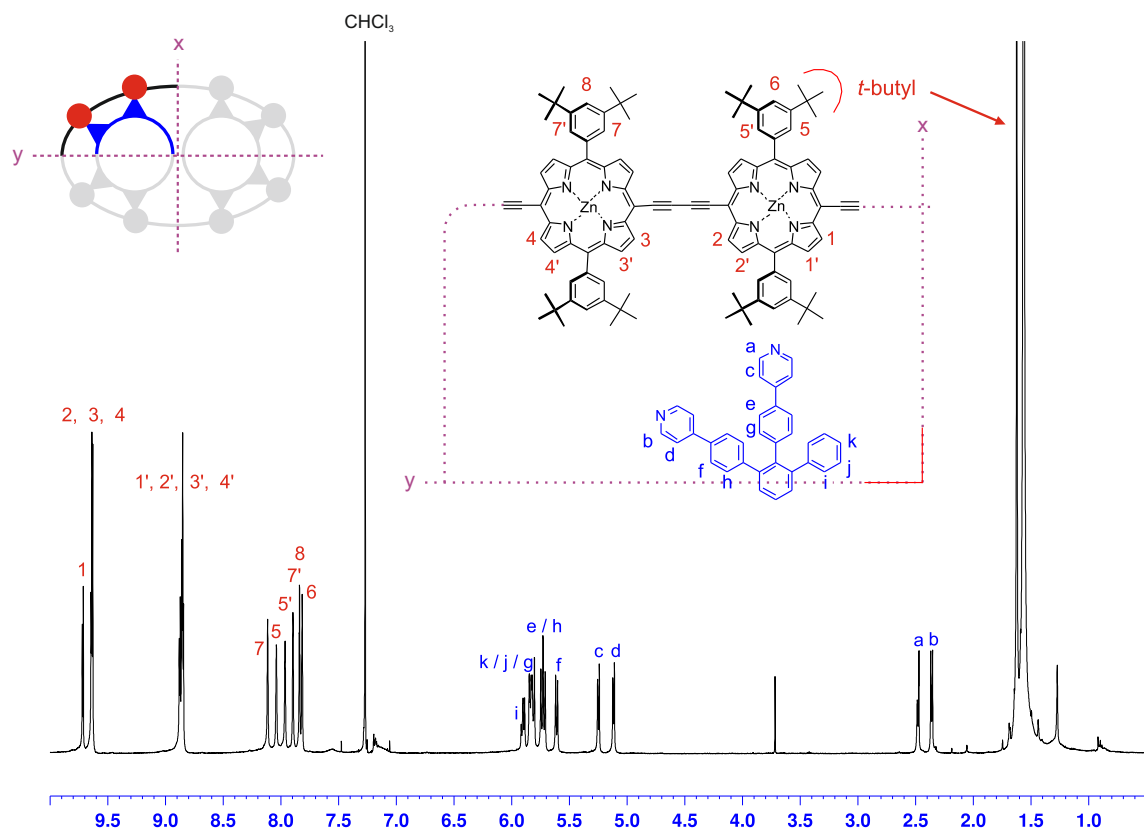 CHCl3
x
y
8
7'
7
6
5'
5
t-butyl
x
N
N
Zn
N
N
N
N
Zn
N
N
4
4'
3
3'
2
2'
1
1'
a
N
c
e
g
N
b
d
f
h
k
j
i
y
2, 3, 4
1', 2', 3', 4'
1
8
7'
6
5'
5
7
e / h
k / j / g
f
i
c
d
a
b
9.5 9.0 8.5 8.0 7.5 7.0 6.5 6.0 5.5 5.0 4.5 4.0 3.5 3.0 2.5 2.0 1.5 1.0